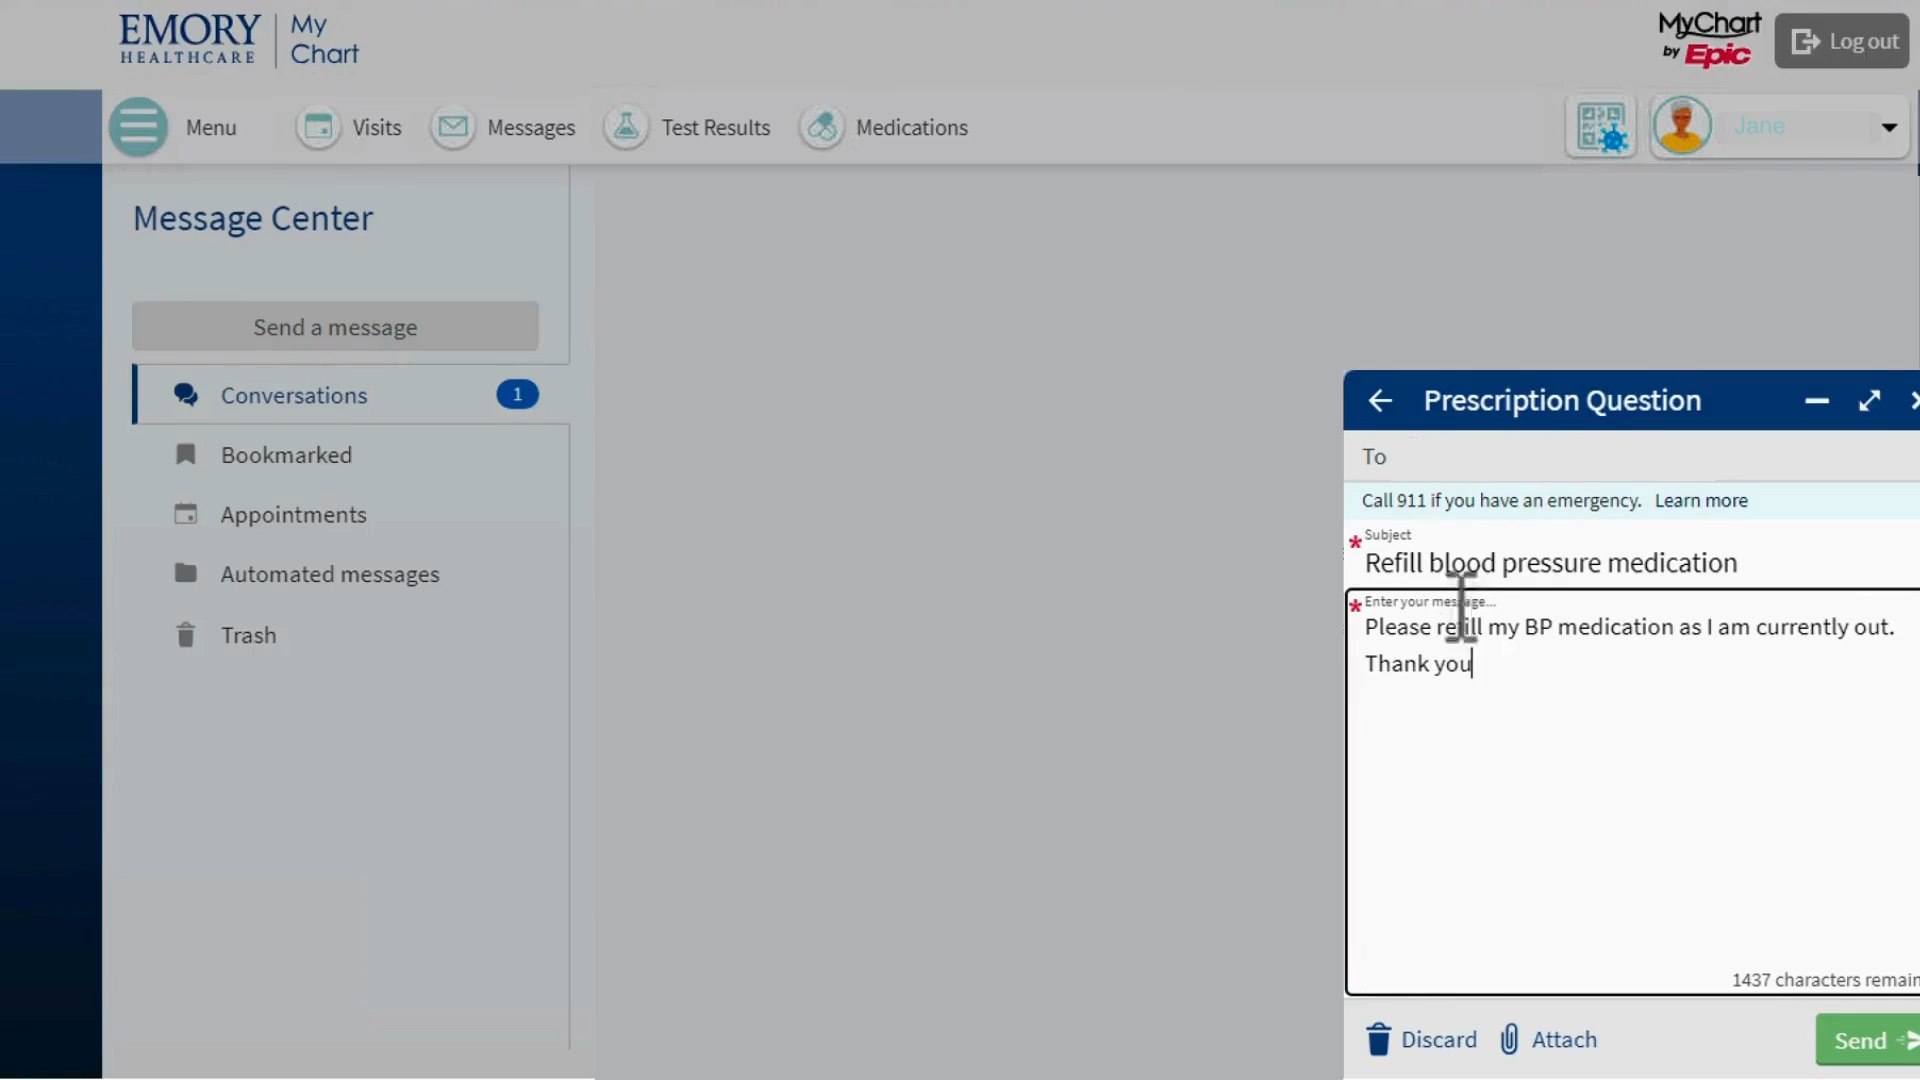 EMORY
HEALTHCARE
My
Chart
MyChart
by Epic
Log out
Menu
Visits
Messages
Test Results
Medications
Jane
Message Center
Send a message
Conversations
1
Bookmarked
Appointments
Automated messages
Trash
Prescription Question
To
Call 911 if you have an emergency. Learn more
* Subject
Refill blood pressure medication
* Enter your message...
Please refill my BP medication as I am currently out.
Thank you
1437 characters remain
Discard
Attach
Send